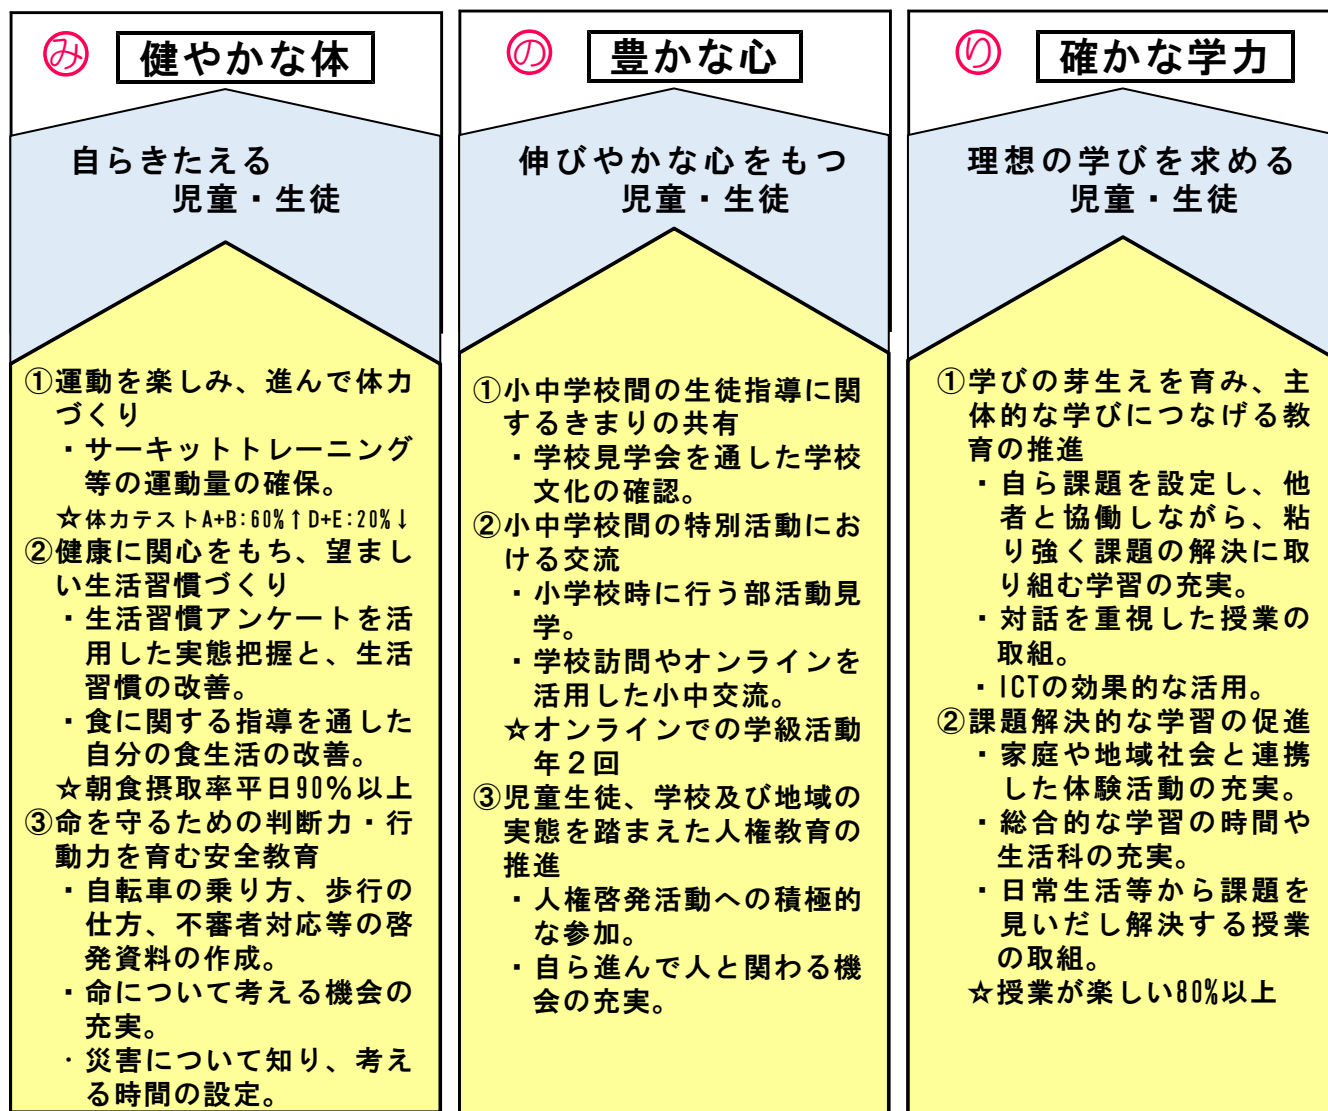 み 健やかな体
自らきたえる
児童・生徒
①運動を楽しみ、進んで体力
づくり
・サーキットトレーニング
等の運動量の確保。
☆体力テストA+B:60%↑D+E:20%↓
②健康に関心をもち、望まし
い生活習慣づくり
・生活習慣アンケートを活
用した実態把握と、生活
習慣の改善。
・食に関する指導を通した
自分の食生活の改善。
☆朝食摂取率平日90%以上
③命を守るための判断力・行
動力を育む安全教育
・自転車の乗り方、歩行の
仕方、不審者対応等の啓
発資料の作成。
・命について考える機会の
充実。
・災害について知り、考え
る時間の設定。
の 豊かな心
伸びやかな心をもつ
児童・生徒
①小中学校間の生徒指導に関
するきまりの共有
・学校見学会を通した学校
文化の確認。
②小中学校間の特別活動にお
ける交流
・小学校時に行う部活動見
学。
・学校訪問やオンラインを
活用した小中交流。
☆オンラインでの学級活動
年2回
③児童生徒、学校及び地域の
実態を踏まえた人権教育の
推進
・人権啓発活動への積極的
な参加。
・自ら進んで人と関わる機
会の充実。
り 確かな学力
理想の学びを求める
児童・生徒
①学びの芽生えを育み、主
体的な学びにつなげる教
育の推進
・自ら課題を設定し、他
者と協働しながら、粘
り強く課題の解決に取
り組む学習の充実。
・対話を重視した授業の
取組。
・ICTの効果的な活用。
②課題解決的な学習の促進
・家庭や地域社会と連携
した体験活動の充実。
・総合的な学習の時間や
生活科の充実。
・日常生活等から課題を
見いだし解決する授業
の取組。
☆授業が楽しい80%以上